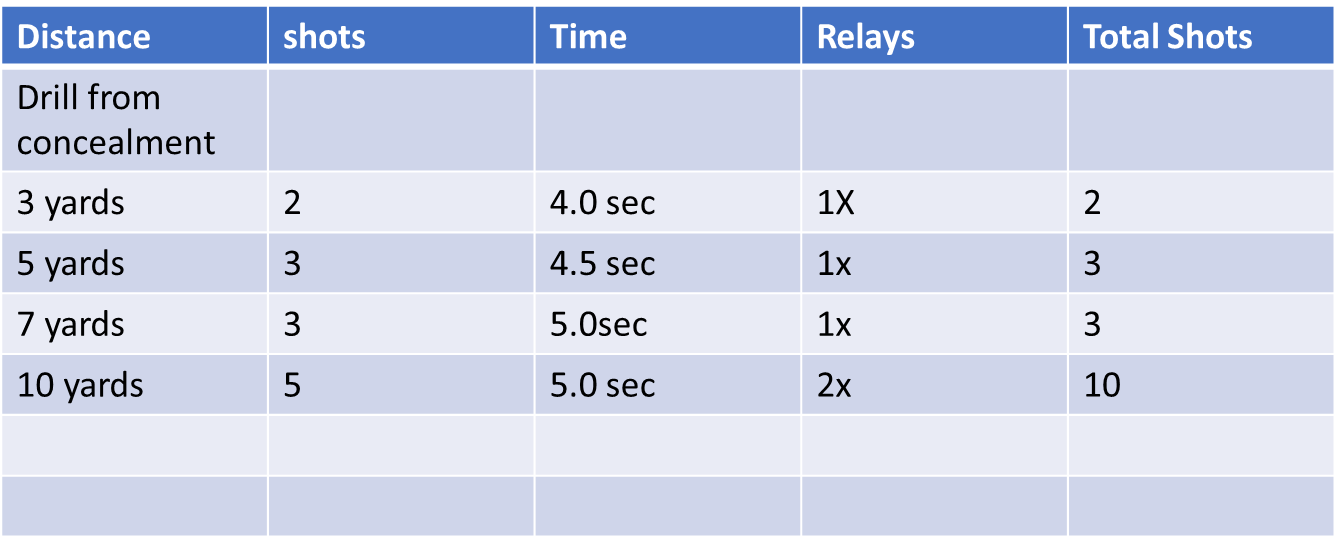 Distance shots Time Relays Total Shots
Drill from
concealment
3 yards 2 4.0 sec 1X 2
5 yards 3 4.5 sec 1x 3
7 yards 3 5.0sec 1x 3
10 yards 5 5.0 sec 2x 10